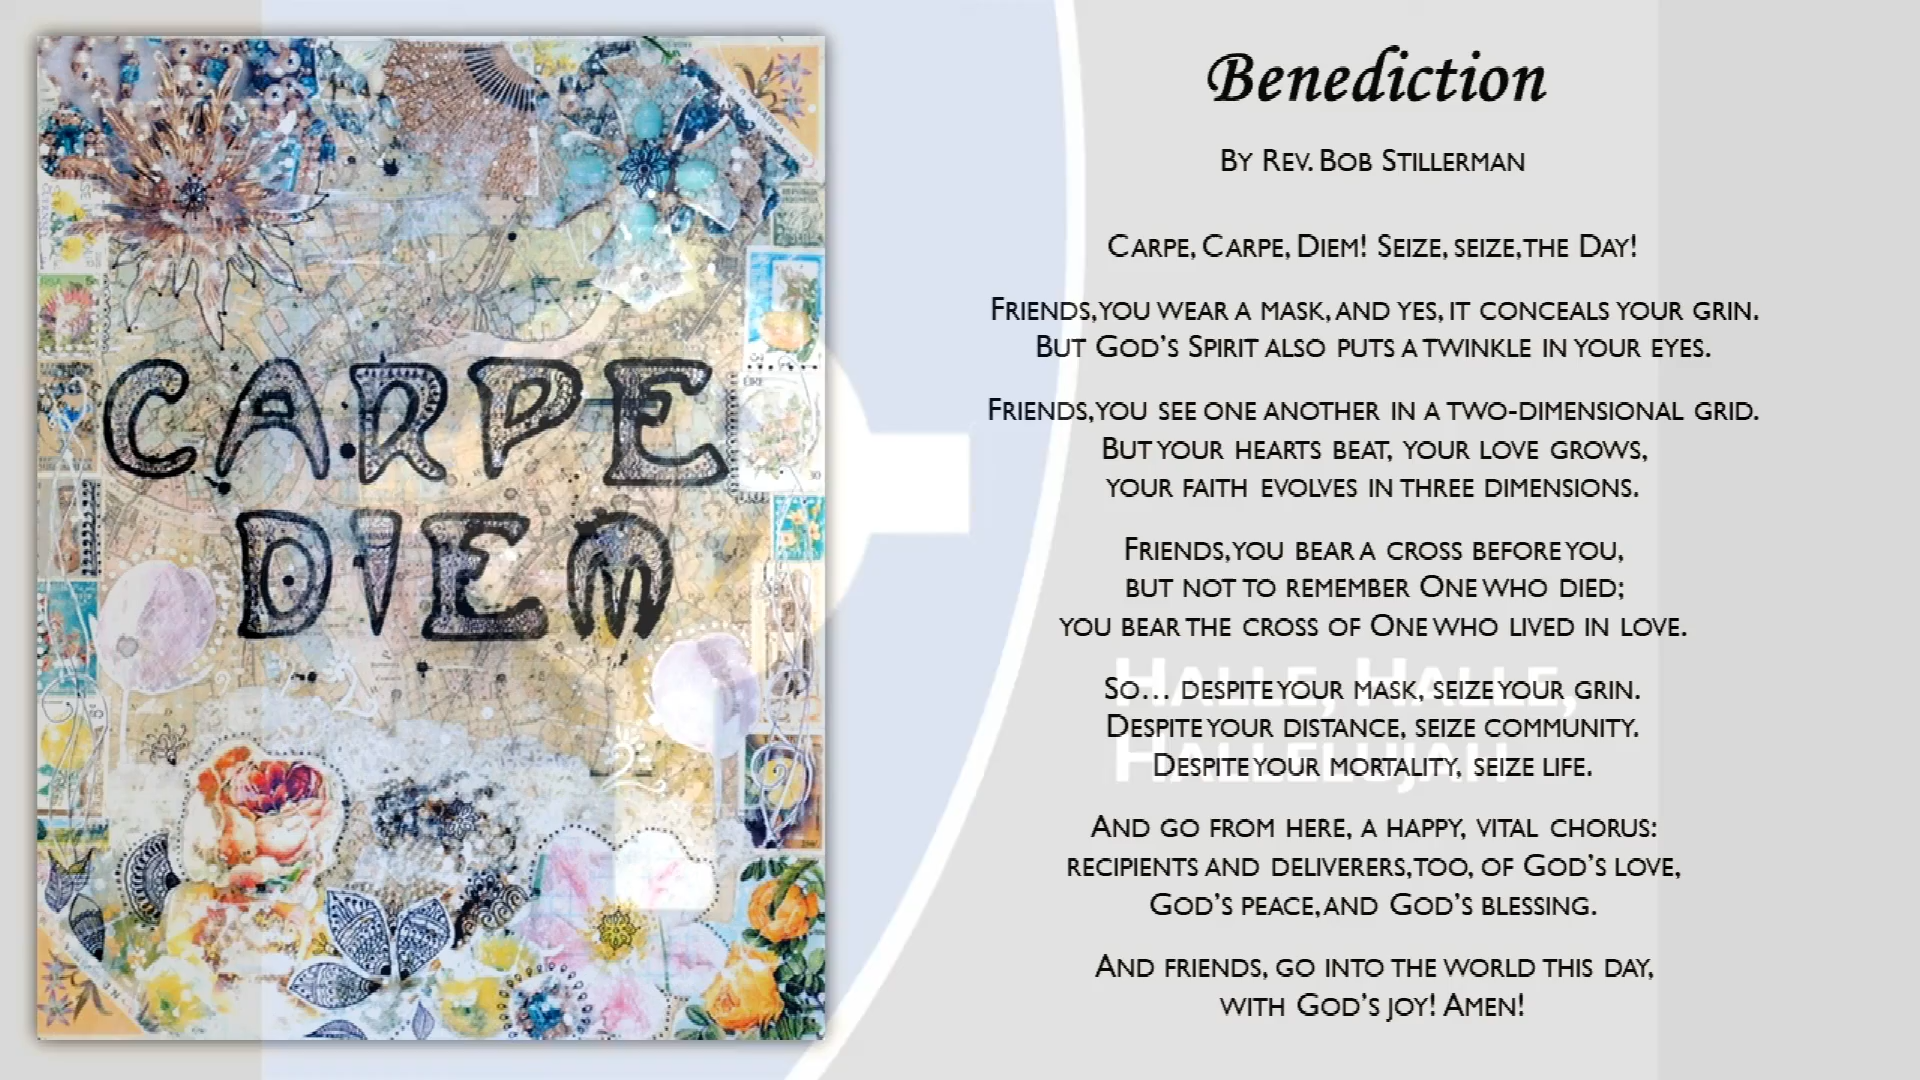 CARPE
DIEM
Benediction
By Rev. Bob Stillerman
Carpe, Carpe, Diem! Seize, seize, the Day!
Friends, you wear a mask, and yes, it conceals your grin.
But God's Spirit also puts a twinkle in your eyes.
Friends, you see one another in a two-dimensional grid.
But your hearts beat, your love grows,
your faith evolves in three dimensions.
Friends, you bear a cross before you,
but not to remember One who died;
you bear the cross of One who lived in love.
Halle, Halle,
Hallelujah
So... despite your mask, seize your grin.
Despite your distance, seize community.
Despite your mortality, seize life.
And go from here, a happy, vital chorus:
recipients and deliverers, too, of God's love,
God's peace, and God's blessing.
And friends, go into the world this day,
with God's joy! Amen!